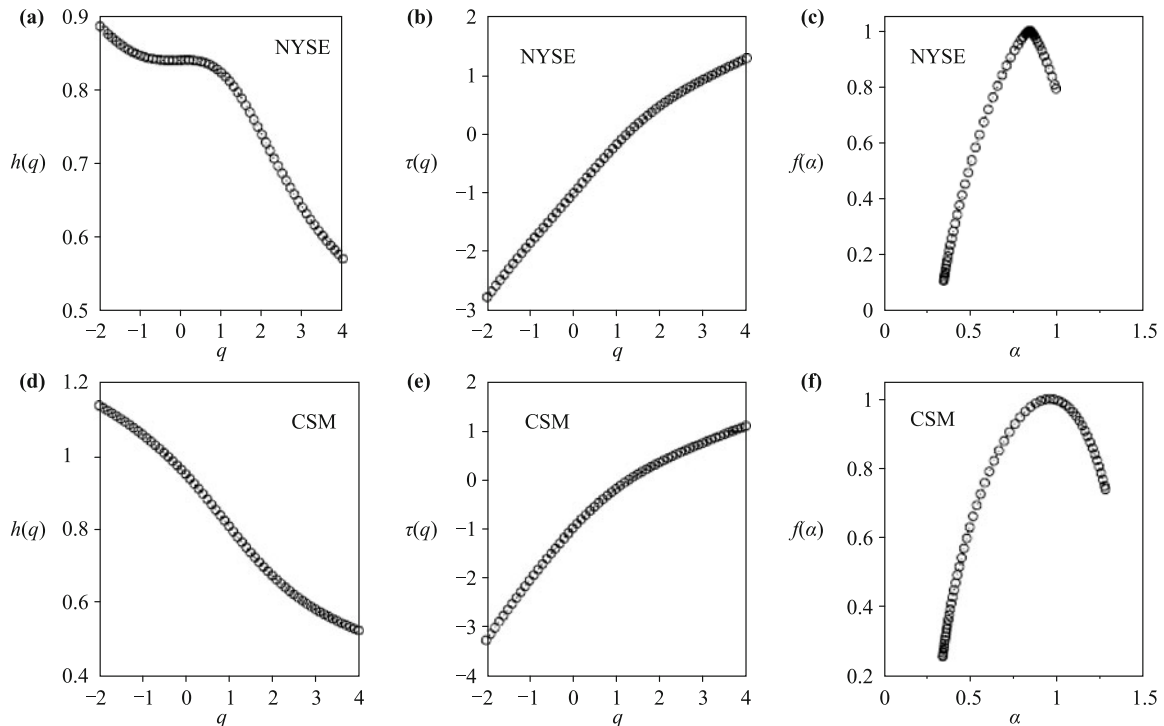 (a)
0.9
0.8
h(q)
0.7
0.6
0.5
−2
−1
0
1
2
3
4
q
NYSE
(b)
2
1
0
τ(q)
−1
−2
−3
−2
−1
0
1
2
3
4
q
NYSE
(c)
1
0.8
0.6
f(α)
0.4
0.2
0
0
0.5
1
1.5
α
NYSE
(d)
1.2
1
h(q)
0.8
0.6
0.4
−2
−1
0
1
2
3
4
q
CSM
(e)
2
1
0
τ(q)
−1
−2
−3
−4
−2
−1
0
1
2
3
4
q
CSM
(f)
1
0.8
f(α)
0.6
0.4
0.2
0
0.5
1
1.5
α
CSM